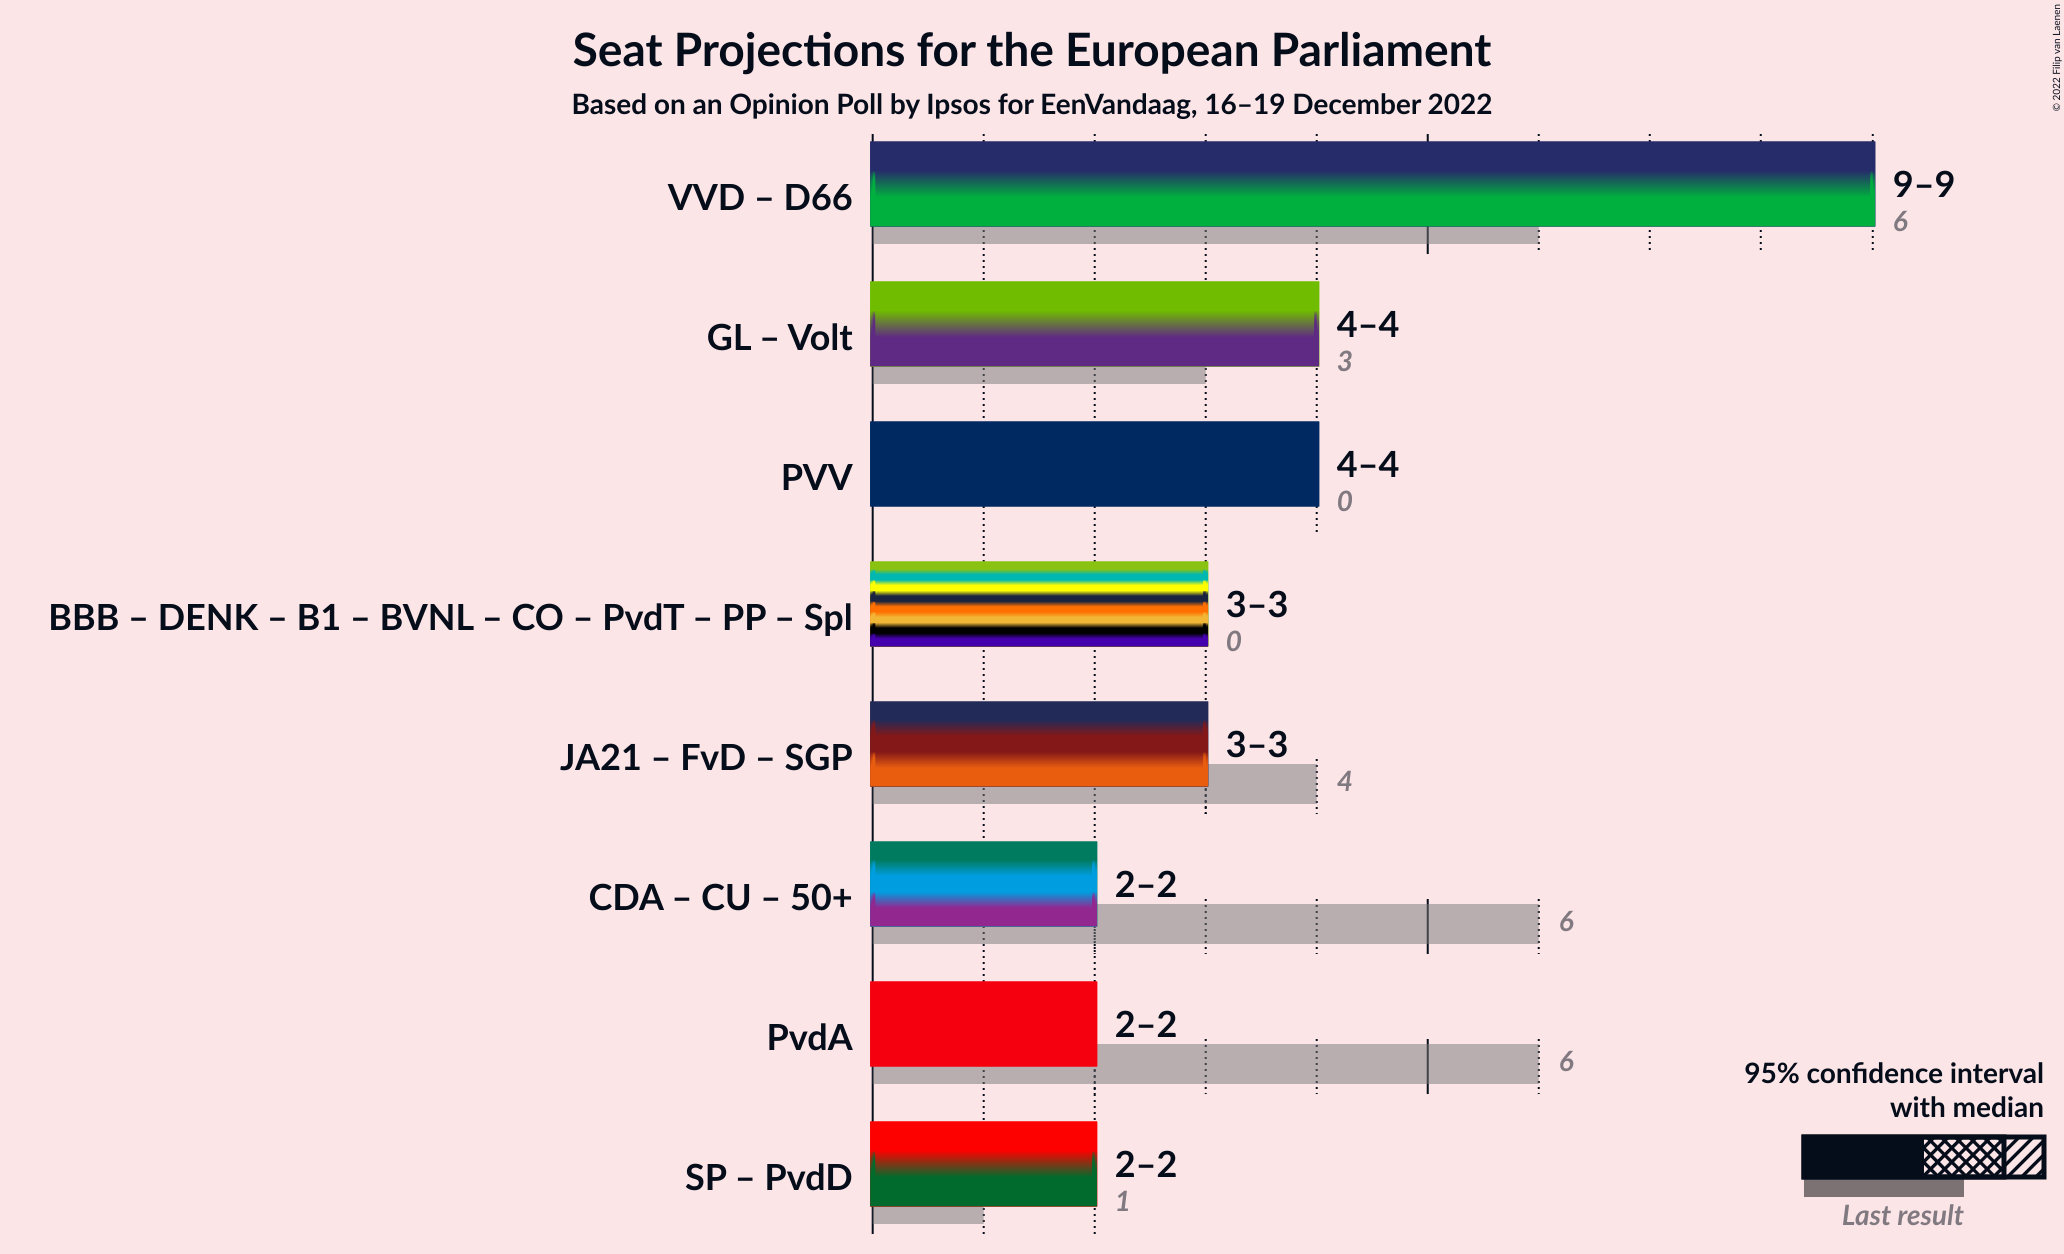 Seat Projections for the European Parliament
Based on an Opinion Poll by Ipsos for EenVandaag, 16–19 December 2022
© 2022 Filip van Laenen
VVD – D66
9–9
6
GL – Volt
4–4
3
PVV
4–4
0
BBB – DENK – B1 – BVNL – CO – PvdT – PP – Spl
3–3
0
JA21 – FvD – SGP
3–3
4
CDA – CU – 50+
2–2
6
PvdA
2–2
6
SP – PvdD
2–2
1
95% confidence interval
with median
Last result